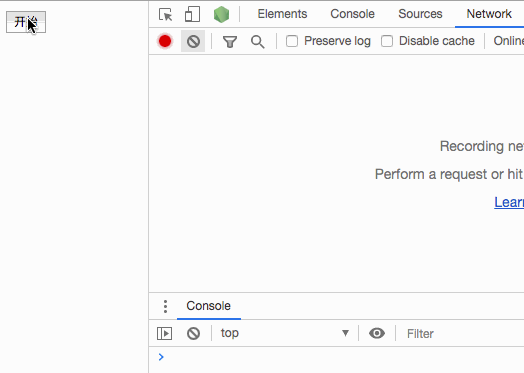 开始
Elements Console Sources Network
Preserve log Disable cache Online
Recording ne
Perform a request or hit
Learn
Console
top Filter